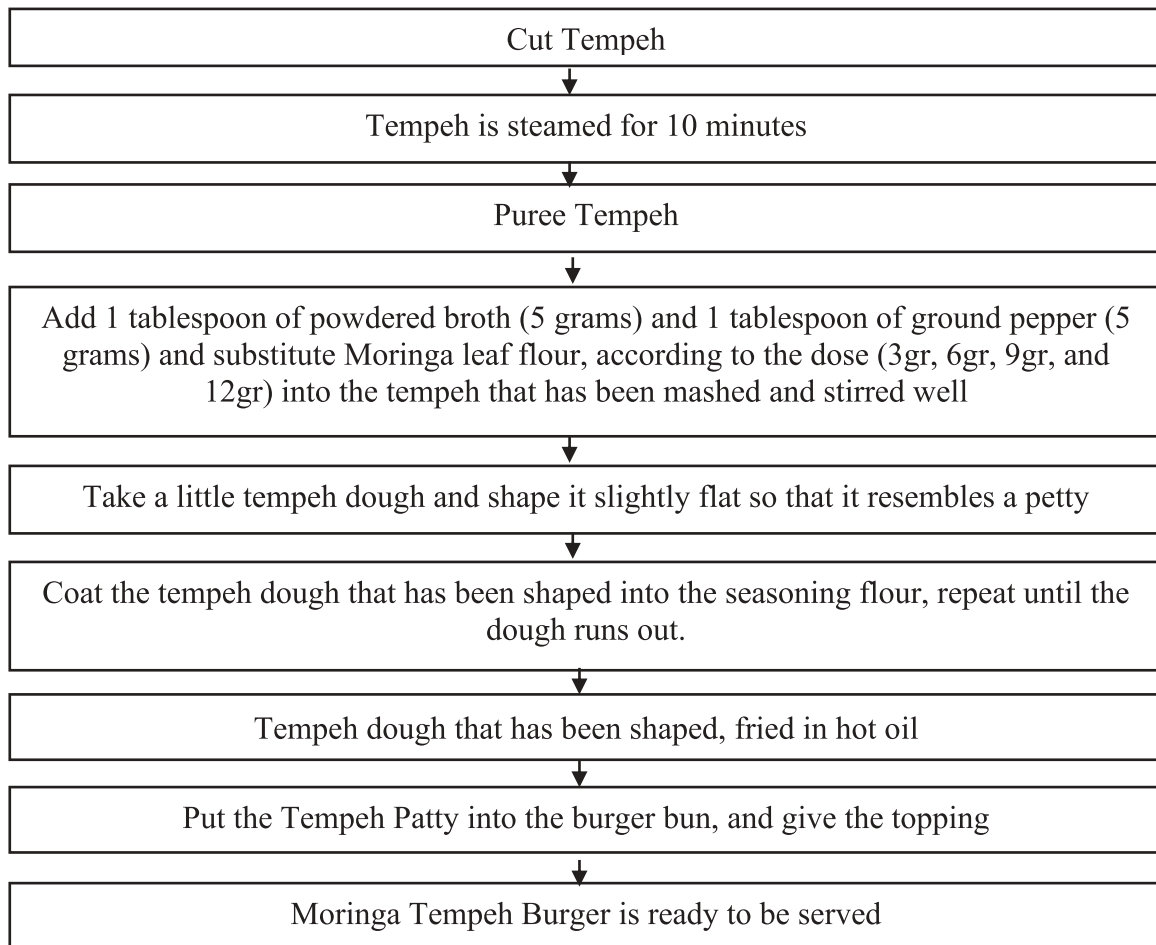 Cut Tempeh
Tempeh is steamed for 10 minutes
Puree Tempeh
Add 1 tablespoon of powdered broth (5 grams) and 1 tablespoon of ground pepper (5
grams) and substitute Moringa leaf flour, according to the dose (3gr, 6gr, 9gr, and
12gr) into the tempeh that has been mashed and stirred well
Take a little tempeh dough and shape it slightly flat so that it resembles a petty
Coat the tempeh dough that has been shaped into the seasoning flour, repeat until the
dough runs out.
Tempeh dough that has been shaped, fried in hot oil
Put the Tempeh Patty into the burger bun, and give the topping
Moringa Tempeh Burger is ready to be served